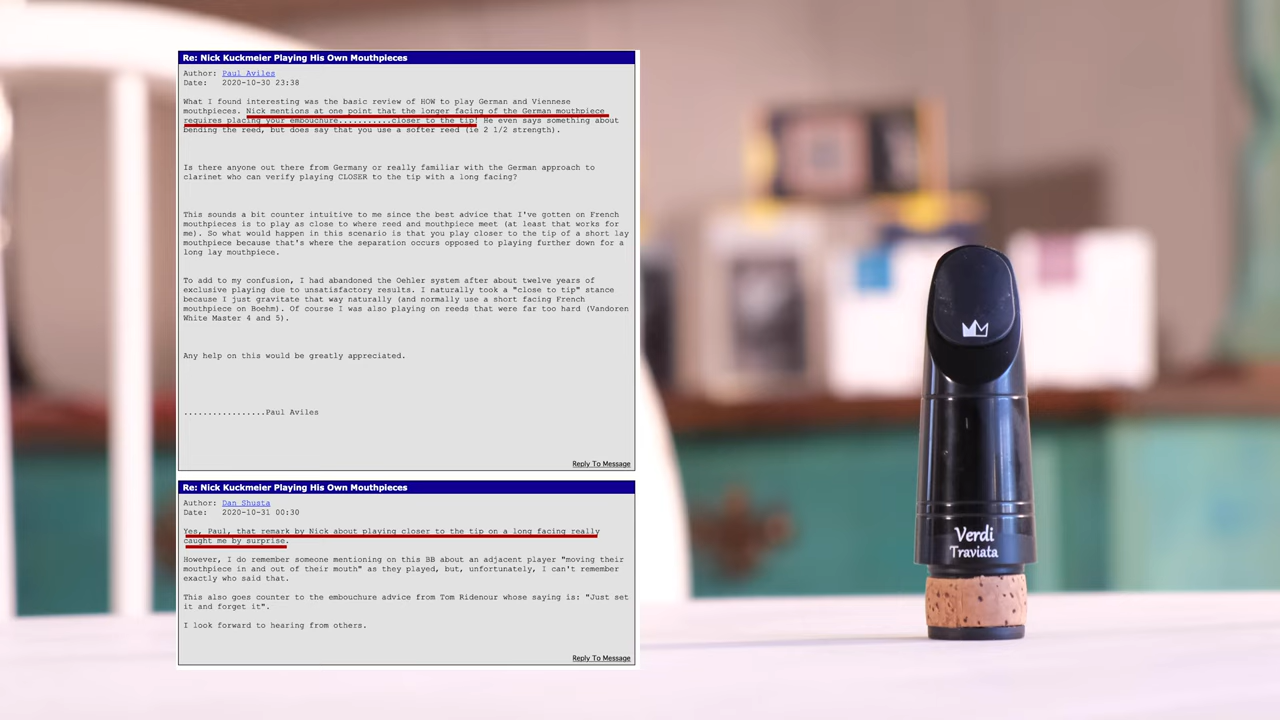 Re: Nick Kuckmeier Playing His Own Mouthpieces
Author: Paul Aviles
Date: 2020-10-30 23:38
What I found interesting was the basic review of HOW to play German and Viennese
mouthpieces. Nick mentions at one point that the longer facing of the German mouthpiece
requires placing your embouchure...........closer to the tip! He even says something about
bending the reed, but does say that you use a softer reed (ie 2 1/2 strength).
Is there anyone out there from Germany or really familiar with the German approach to
clarinet who can verify playing CLOSER to the tip with a long facing?
This sounds a bit counter intuitive to me since the best advice that I've gotten on French
mouthpieces is to play as close to where reed and mouthpiece meet (at least that works for
me). So what would happen in this scenario is that you play closer to the tip of a short lay
mouthpiece because that's where the separation occurs opposed to playing further down for a
long lay mouthpiece.
To add to my confusion, I had abandoned the Oehler system after about twelve years of
exclusive playing due to unsatisfactory results. I naturally took a "close to tip" stance
because I just gravitate that way naturally (and normally use a short facing French
mouthpiece on Boehm). Of course I was also playing on reeds that were far too hard (Vandoren
White Master 4 and 5).
Any help on this would be greatly appreciated.
.................Paul Aviles
Reply To Message
Re: Nick Kuckmeier Playing His Own Mouthpieces
Author: Dan Shusta
Date: 2020-10-31 00:30
Yes, Paul, that remark by Nick about playing closer to the tip on a long facing really
caught me by surprise.
However, I do remember someone mentioning on this BB about an adjacent player "moving their
mouthpiece in and out of their mouth" as they played, but, unfortunately, I can't remember
exactly who said that.
This also goes counter to the embouchure advice from Tom Ridenour whose saying is: "Just set
it and forget it".
I look forward to hearing from others.
Reply To Message
Verdi
Traviata